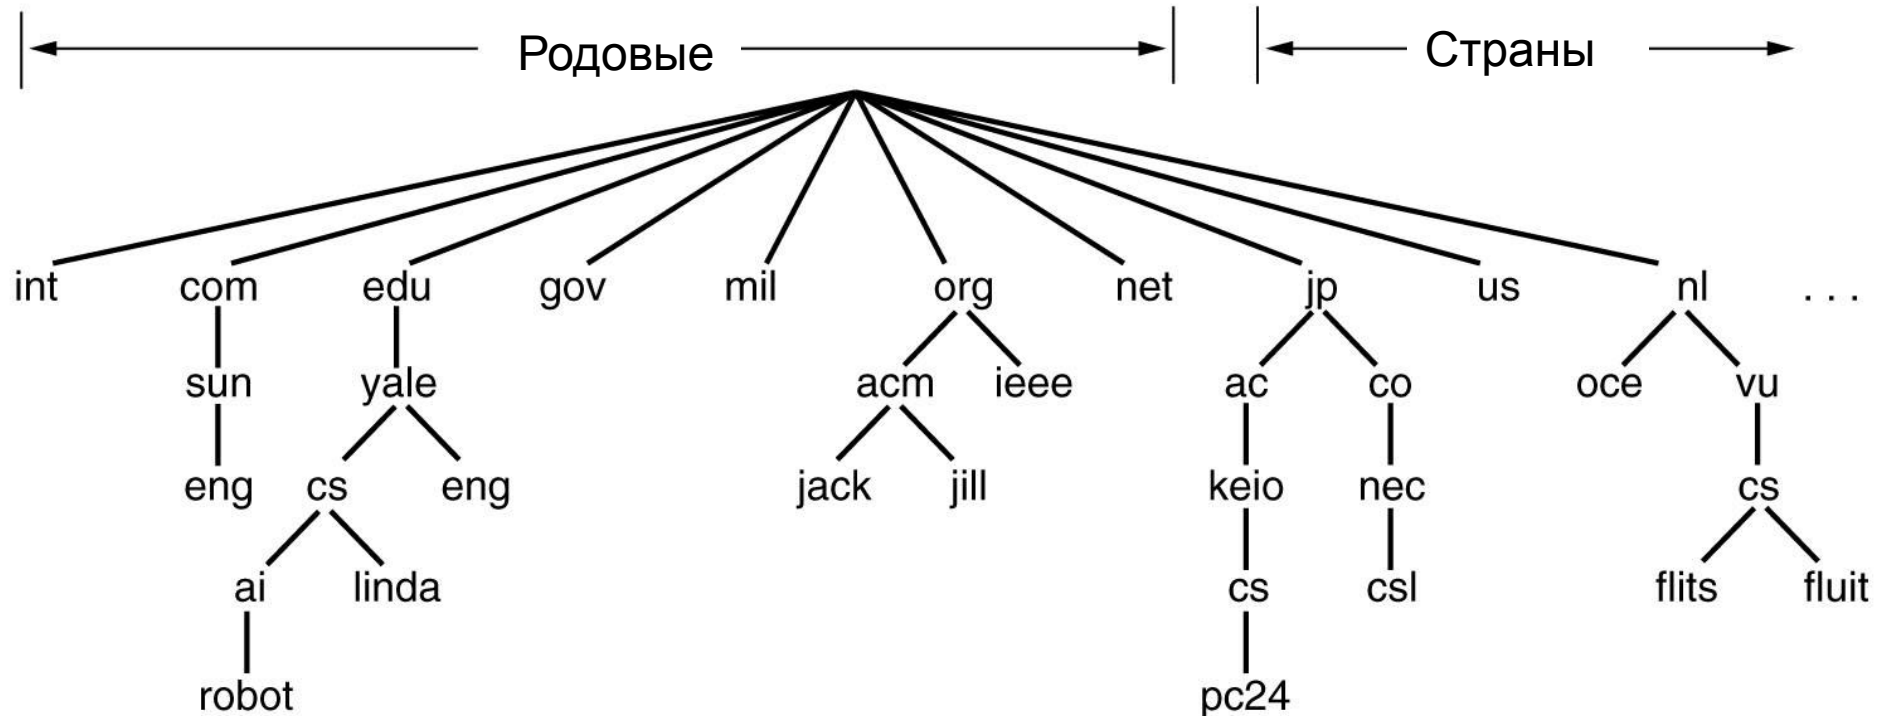 Родовые Страны
int com edu gov mil org net jp us nl . . .
sun yale acm ieee ac co oce vu
eng cs eng jack jill keio nec cs
ai linda cs csl flits fluit
robot pc24